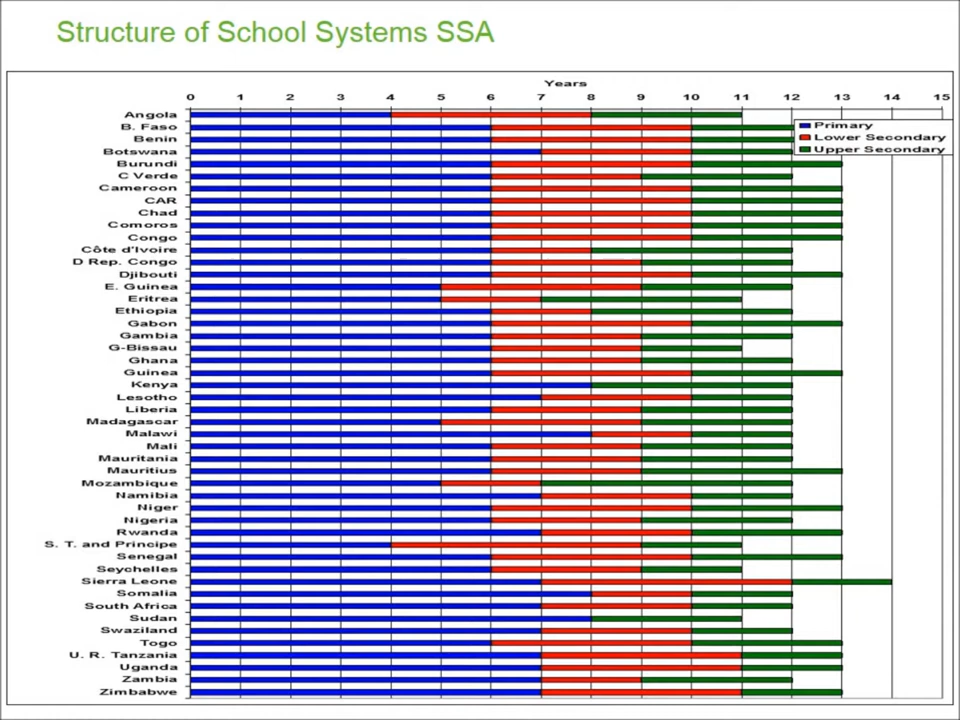 Structure of School Systems SSA
Years
0 1 2 3 4 5 6 7 8 9 10 11 12 13 14 15
Angola
B. Faso
Benin
Botswana
Burundi
C Verde
Cameroon
CAR
Chad
Comoros
Congo
Côte d'Ivoire
D Rep. Congo
Djibouti
E. Guinea
Eritrea
Ethiopia
Gabon
Gambia
G-Bissau
Ghana
Guinea
Kenya
Lesotho
Liberia
Madagascar
Malawi
Mali
Mauritania
Mauritius
Mozambique
Namibia
Niger
Nigeria
Rwanda
S. T. and Principe
Senegal
Seychelles
Sierra Leone
Somalia
South Africa
Sudan
Swaziland
Togo
U. R. Tanzania
Uganda
Zambia
Zimbabwe
Primary
Lower Secondary
Upper Secondary